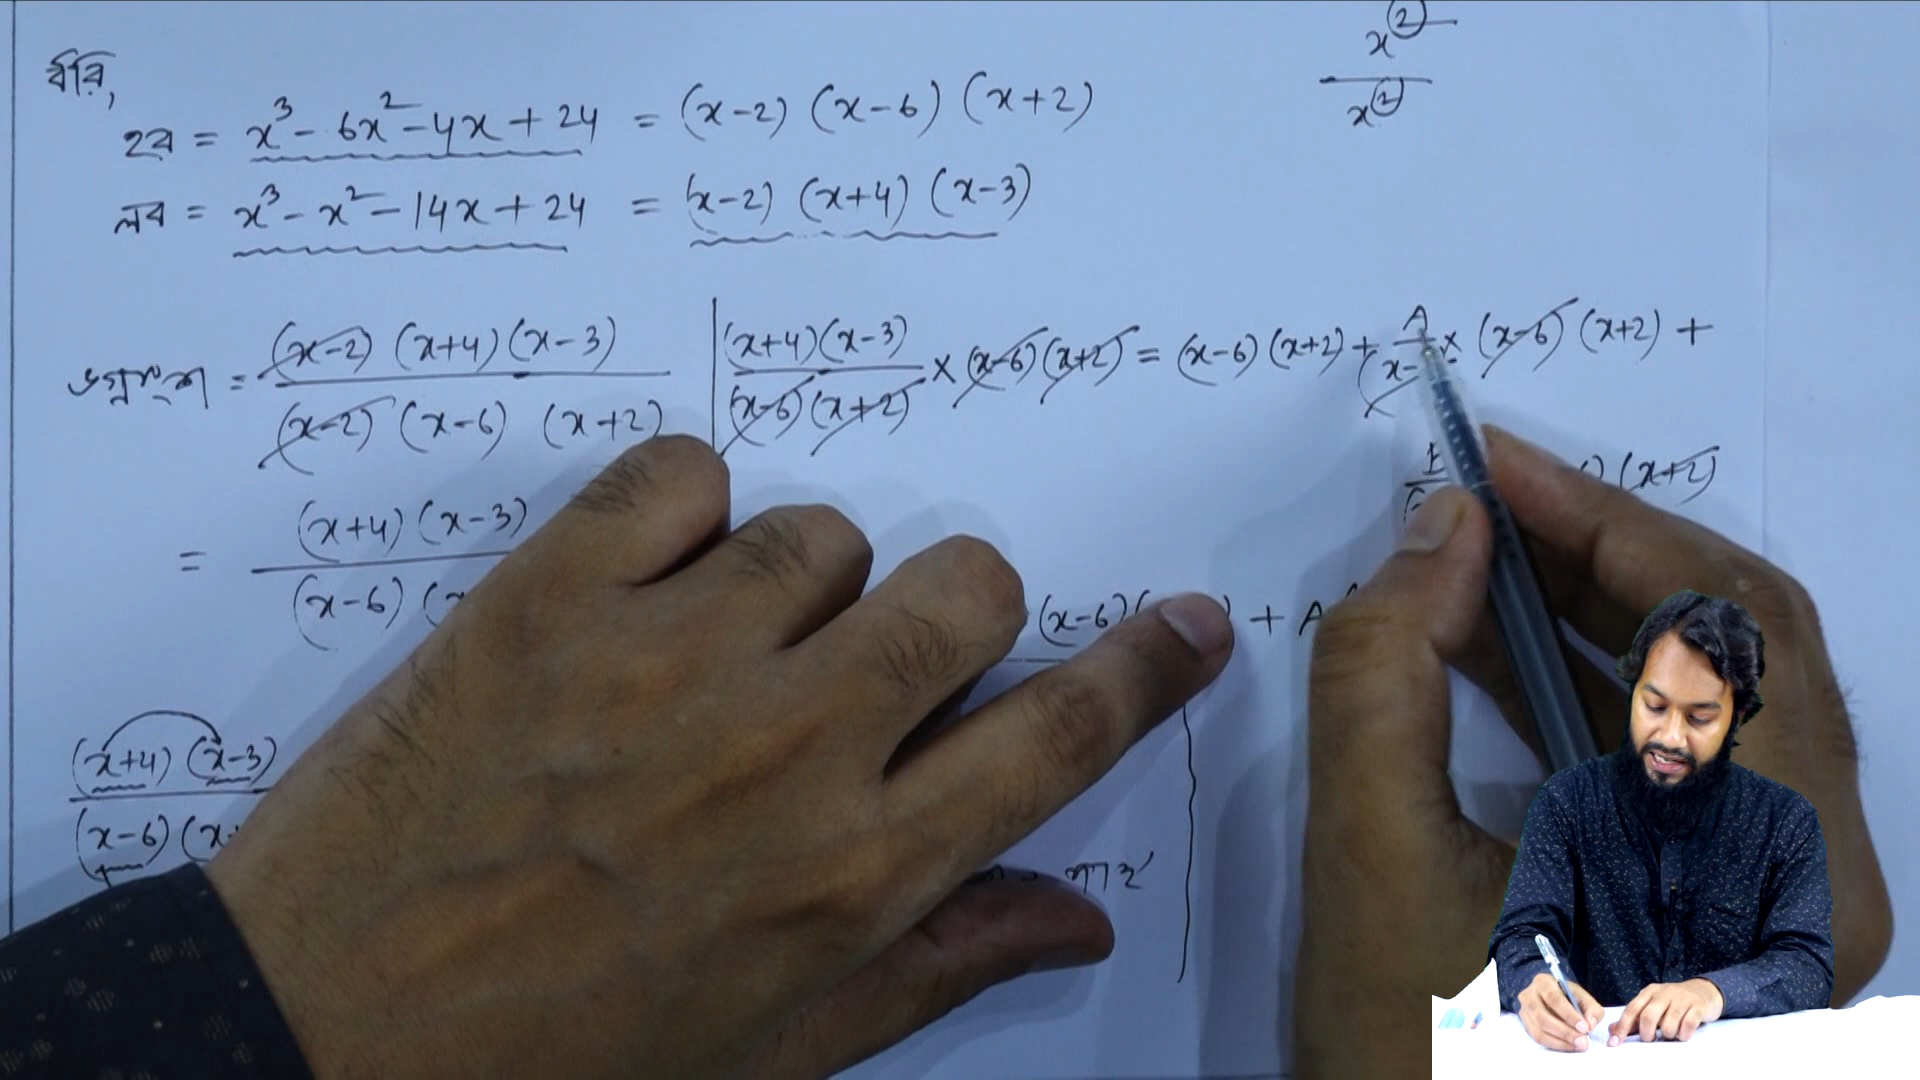 ধরি,
x²/x²
হর = x³ - 6x² - 4x + 24 = (x-2) (x-6) (x+2)
লব = x³ - x² - 14x + 24 = (x-2) (x+4) (x-3)
ভগ্নাংশ = (x-2) (x+4) (x-3) / (x-2) (x-6) (x+2)
(x+4)(x-3) / (x-6)(x+2) × (x-6)(x+2) = (x-6)(x+2) + A / (x- × (x-6) (x+2) +
(x+2)
= (x+4) (x-3) / (x-6) (x
(x-6)( + A
(x+4) (x-3) / (x-6) (x